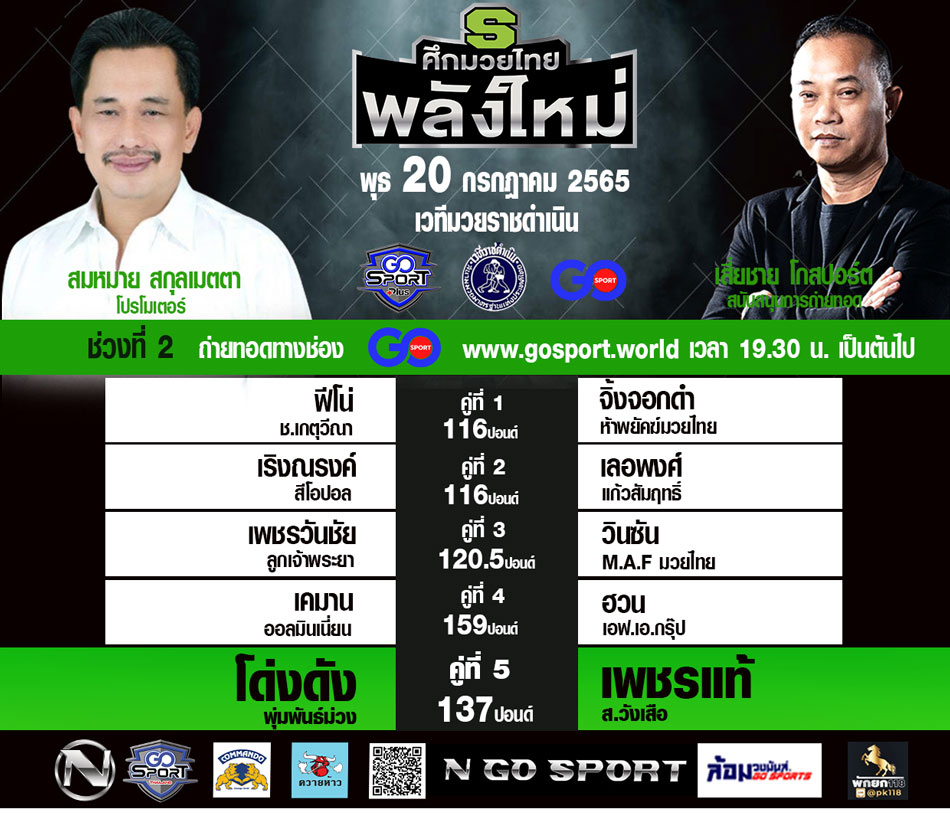 S
ศึกมวยไทย
พลังใหม่
พุธ 20 กรกฎาคม 2565
เวทีมวยราชดำเนิน
GO SPORT
GO SPORT
สมหมาย สกุลเมตตา
โปรโมเตอร์
เสี่ยชาย โกสปอร์ต
สนับสนุนการถ่ายทอด
ช่วงที่ 2 ถ่ายทอดทางช่อง GO SPORT www.gosport.world เวลา 19.30 น. เป็นต้นไป
ฟีโน่ คู่ที่ 1 จิ้งจอกดำ
ช.เกตุวีณา 116ปอนด์ ห้าพยัคฆ์มวยไทย
เริงณรงค์ คู่ที่ 2 เลอพงศ์
สีโอปอล 116ปอนด์ แก้วสัมฤทธิ์
เพชรวันชัย คู่ที่ 3 วินซัน
ลูกเจ้าพระยา 120.5ปอนด์ M.A.F มวยไทย
เคมาน คู่ที่ 4 ฮวน
ออลมินเนี่ยน 159ปอนด์ เอฟ.เอ.กรุ๊ป
โด่งดัง คู่ที่ 5 เพชรแท้
พุ่มพันธ์ม่วง 137ปอนด์ ส.วังเสือ
N GO SPORT COMMANDO ควายหาว N GO SPORT ล้อมวงมันส์. GO SPORTS พกยก118
@pk118